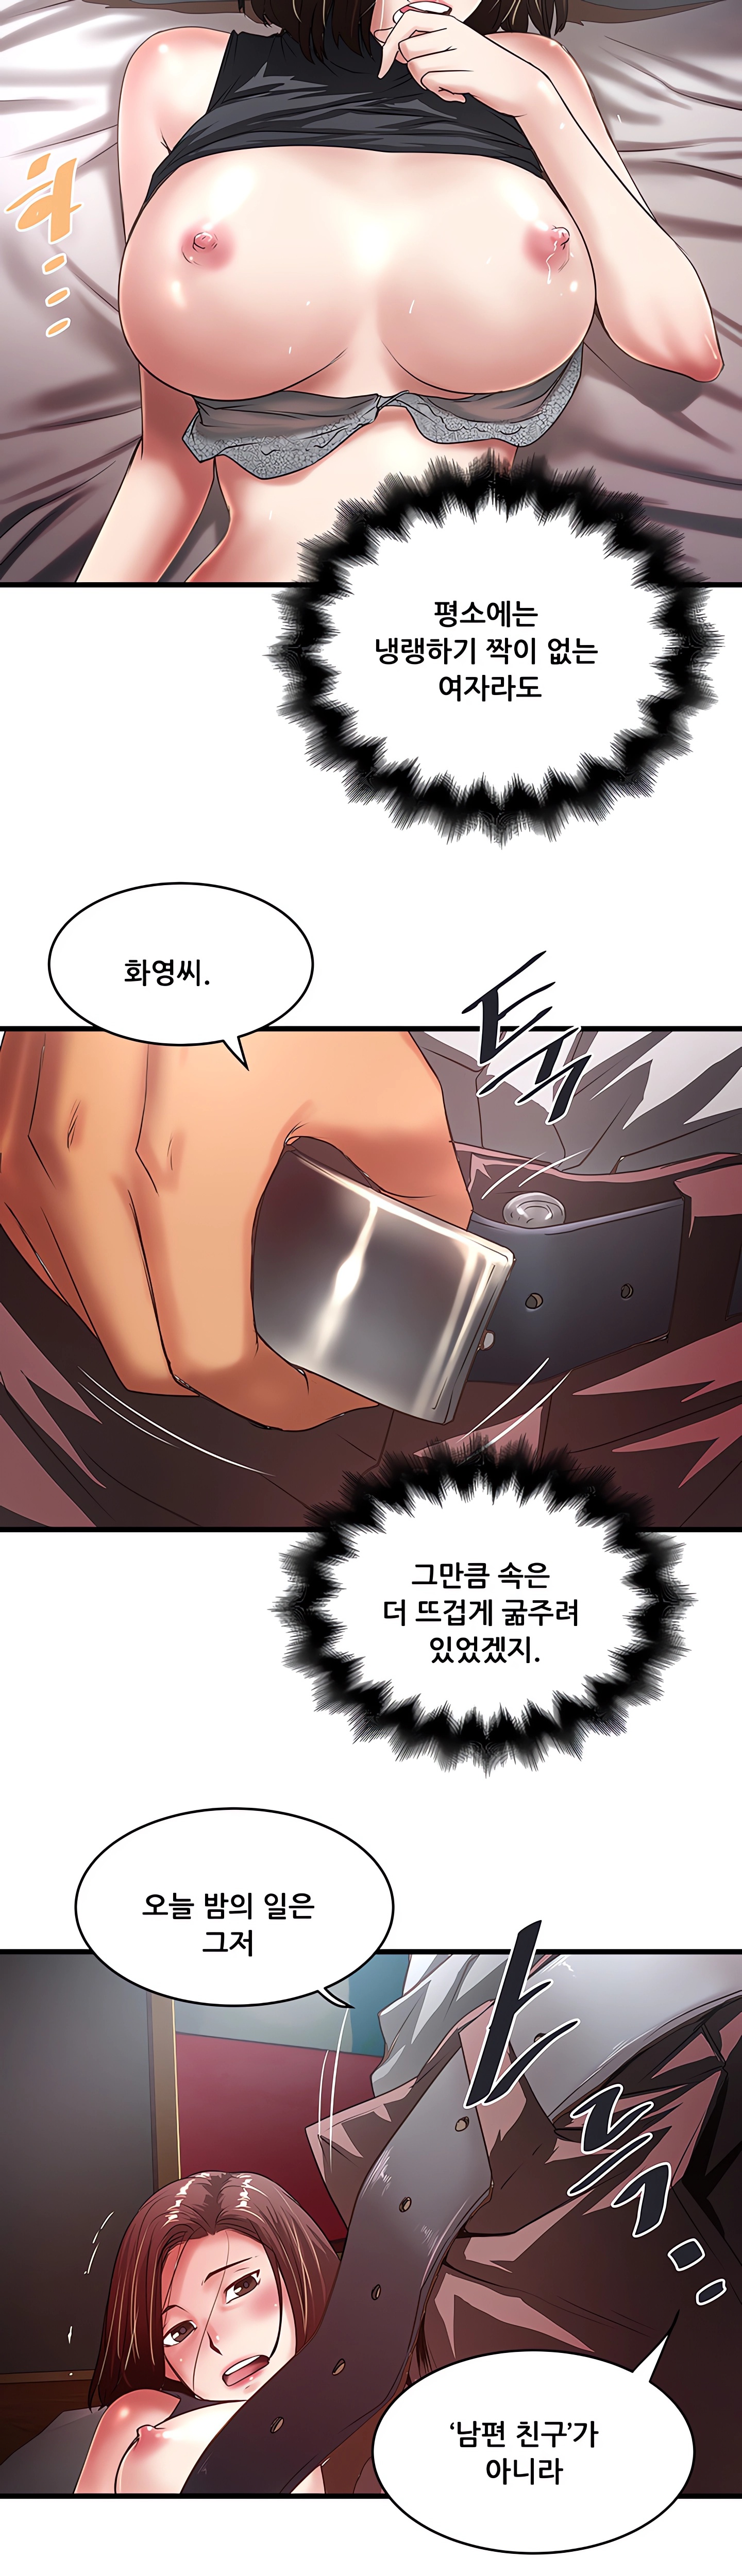 하
평소에는
냉랭하기 짝이 없는
여자라도
화영씨.
툭
그만큼 속은
더 뜨겁게 굶주려
있었겠지.
오늘 밤의 일은
그저
스윽
‘남편 친구’가
아니라